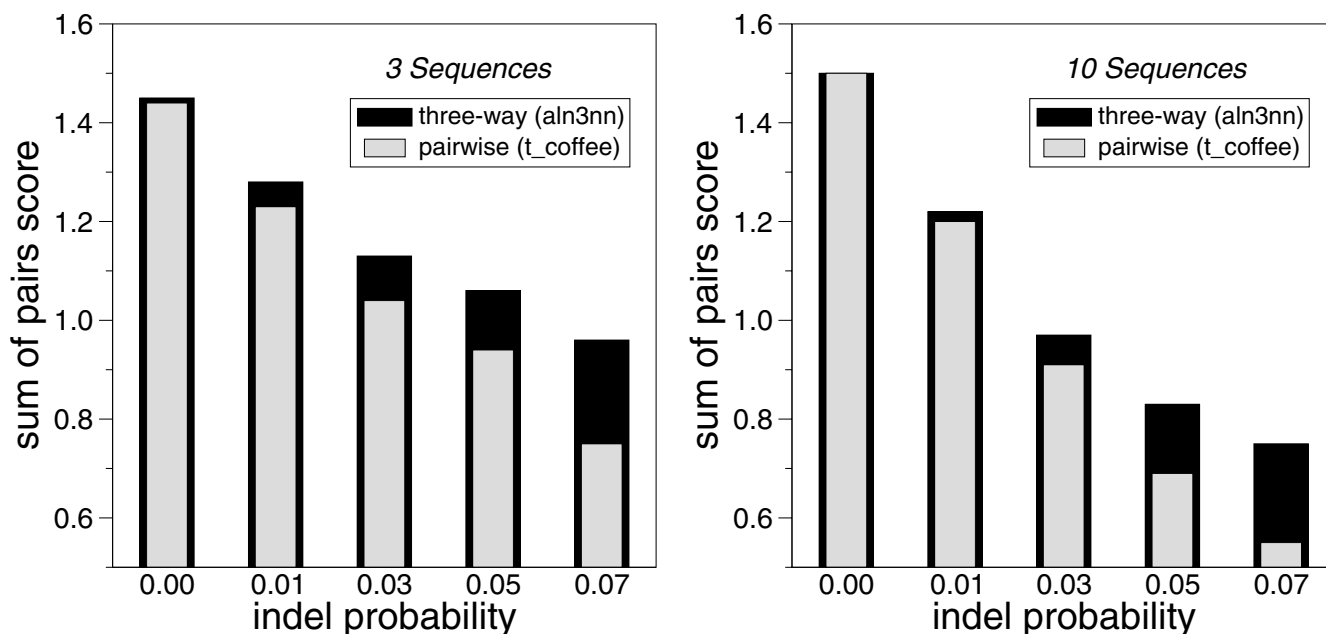 3 Sequences
three-way (aln3nn)
pairwise (t_coffee)
sum of pairs score
1.6
1.4
1.2
1.0
0.8
0.6
0.00 0.01 0.03 0.05 0.07
indel probability
10 Sequences
three-way (aln3nn)
pairwise (t_coffee)
sum of pairs score
1.6
1.4
1.2
1.0
0.8
0.6
0.00 0.01 0.03 0.05 0.07
indel probability